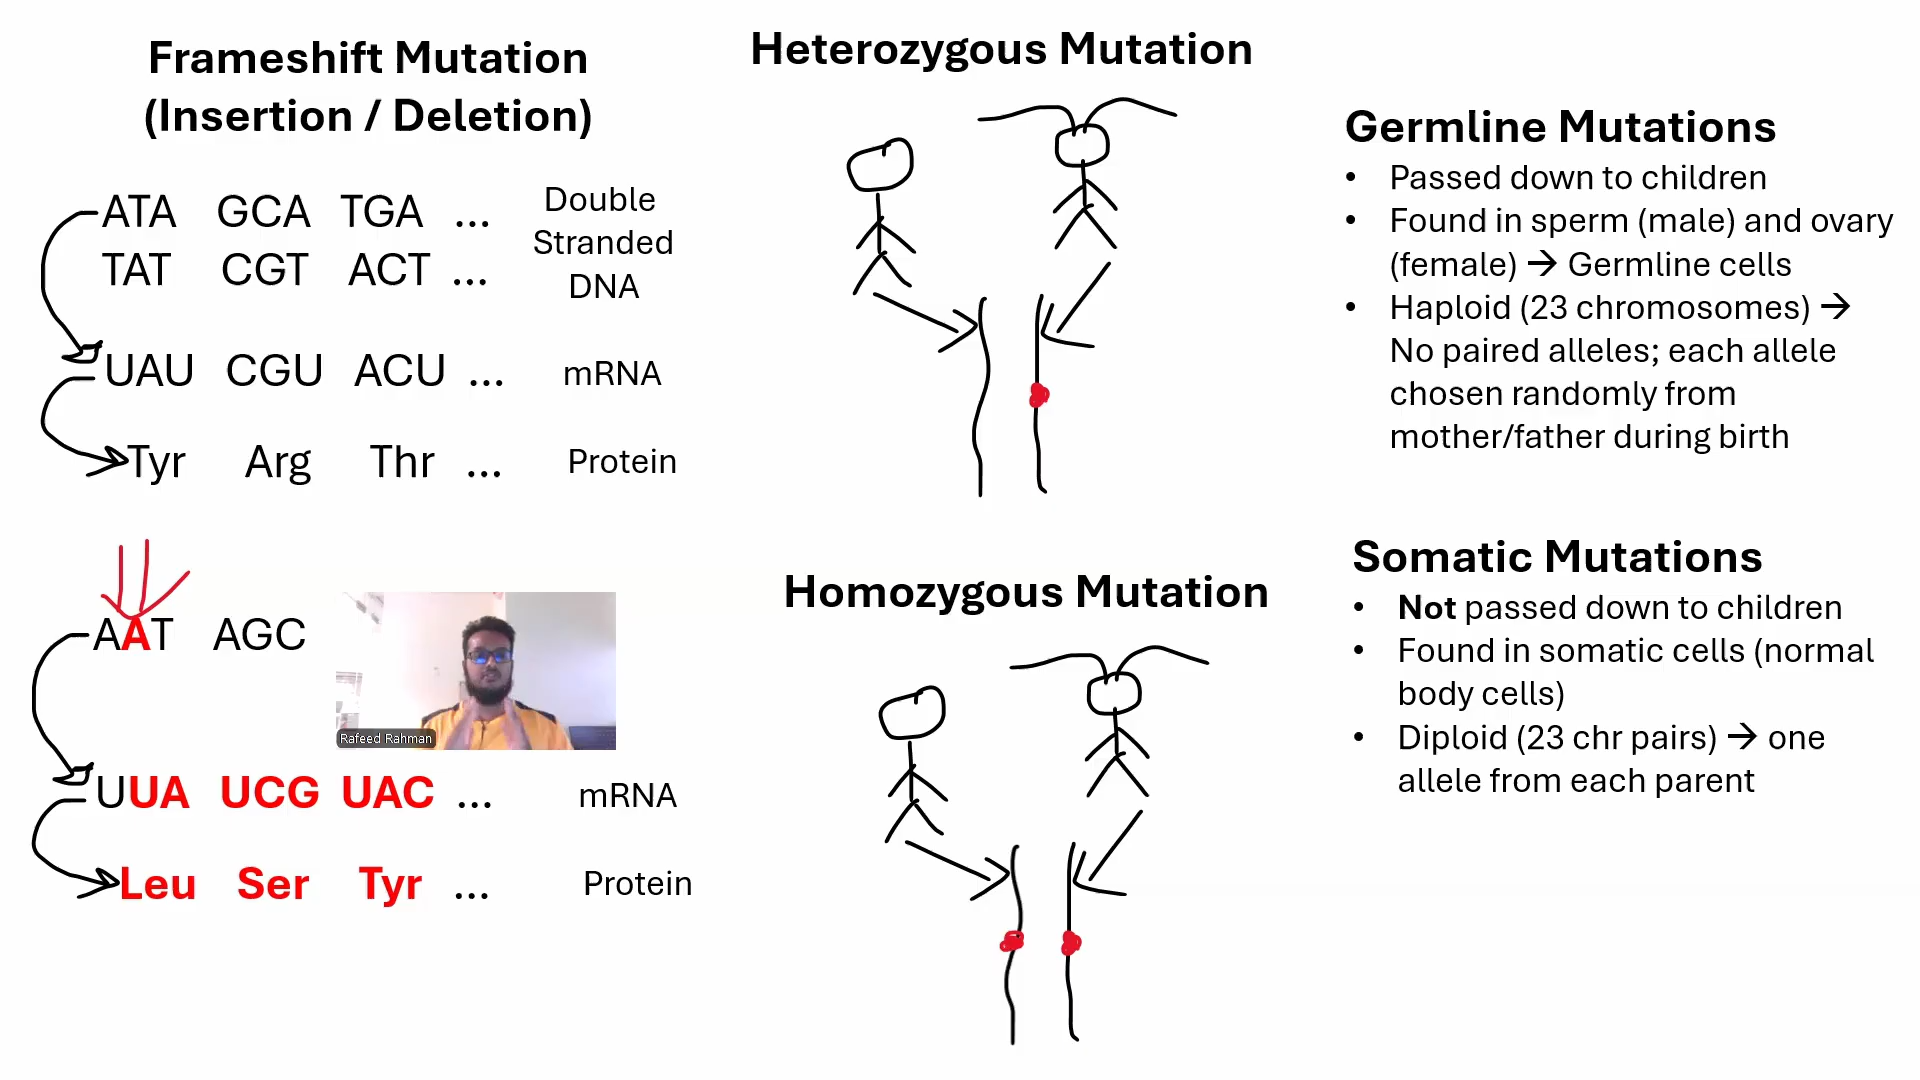 Frameshift Mutation
(Insertion / Deletion)
ATA GCA TGA ...
TAT CGT ACT ...
Double
Stranded
DNA
UAU CGU ACU ... mRNA
Tyr Arg Thr ... Protein
AAT AGC
Rafeed Rahman
UUA UCG UAC ... mRNA
Leu Ser Tyr ... Protein
Heterozygous Mutation
Homozygous Mutation
Germline Mutations
• Passed down to children
• Found in sperm (male) and ovary
(female) → Germline cells
• Haploid (23 chromosomes) →
No paired alleles; each allele
chosen randomly from
mother/father during birth
Somatic Mutations
• Not passed down to children
• Found in somatic cells (normal
body cells)
• Diploid (23 chr pairs) → one
allele from each parent